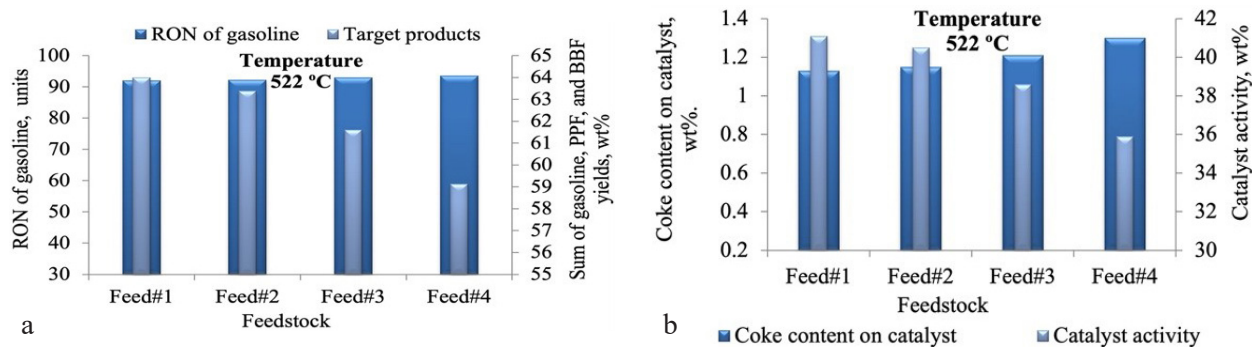 RON of gasoline
Target products
Temperature
522 ºC
RON of gasoline, units
100
90
80
70
60
50
40
30
Sum of gasoline, PPF, and BBF
yields, wt%
65
64
63
62
61
60
59
58
57
56
55
Feed#1 Feed#2 Feed#3 Feed#4
Feedstock
a
Temperature
522 ºC
Coke content on catalyst,
wt%.
1.4
1.2
1
0.8
0.6
0.4
0.2
Catalyst activity, wt%
42
40
38
36
34
32
30
Feed#1 Feed#2 Feed#3 Feed#4
Feedstock
b
Coke content on catalyst
Catalyst activity